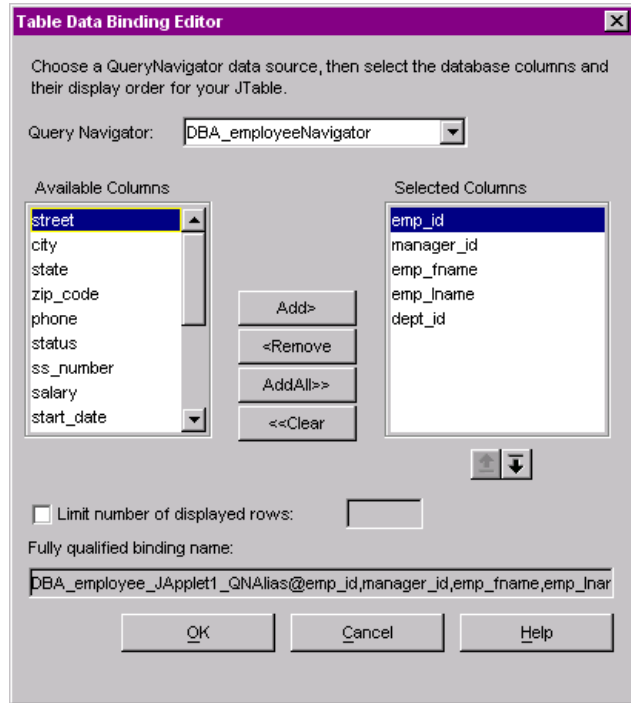 Table Data Binding Editor
Choose a QueryNavigator data source, then select the database columns and
their display order for your JTable.
Query Navigator: DBA_employeeNavigator
Available Columns
street
city
state
zip_code
phone
status
ss_number
salary
start_date
Add>
<Remove
AddAll>>
<<Clear
Selected Columns
emp_id
manager_id
emp_fname
emp_lname
dept_id
Limit number of displayed rows:
Fully qualified binding name:
DBA_employee_JApplet1_QNAlias@emp_id,manager_id,emp_fname,emp_lnar
OK Cancel Help